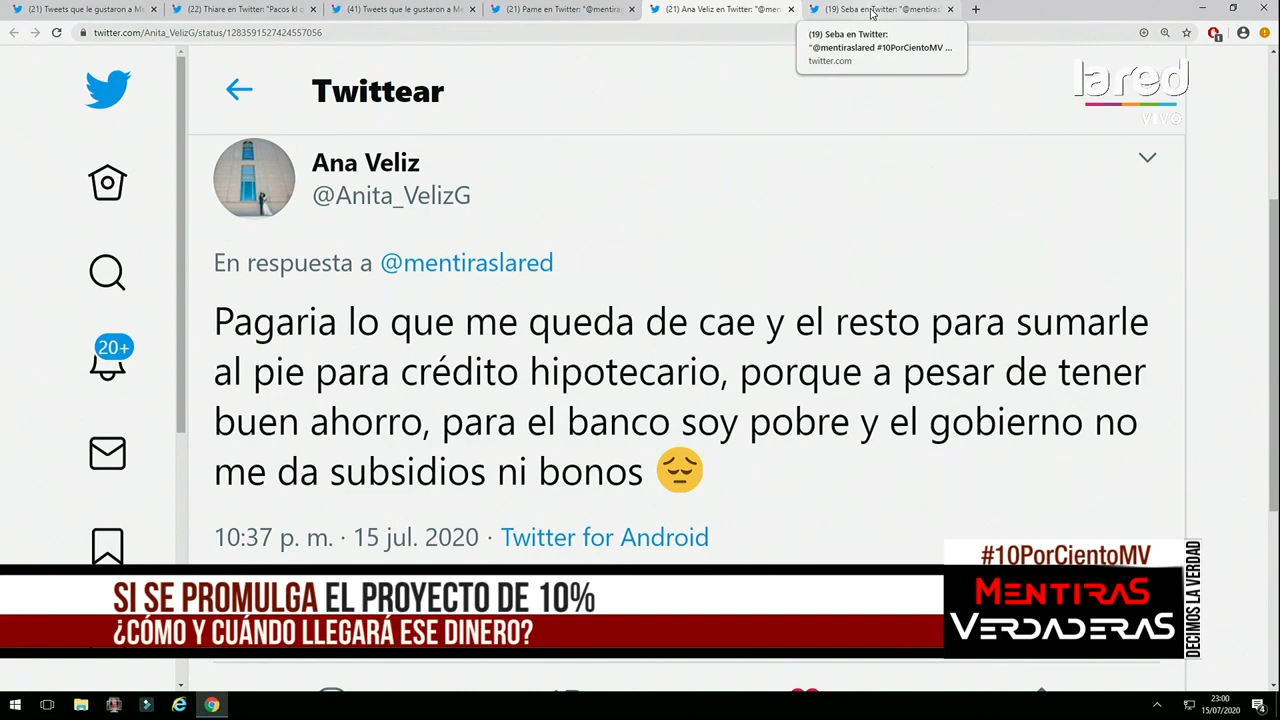 (21) Tweets que le gustaron a Me
(22) Thiare en Twitter: "Pacos kl q
(41) Tweets que le gustaron a Me
(21) Pame en Twitter: "@mentira
(21) Ana Veliz en Twitter: "@men
(19) Seba en Twitter: "@mentiras
twitter.com/Anita_VelizG/status/1283591527424557056
(19) Seba en Twitter:
"@mentiraslared #10PorCientoMV ...
twitter.com
lared
VIVO
Twittear
Ana Veliz
@Anita_VelizG
En respuesta a @mentiraslared
Pagaria lo que me queda de cae y el resto para sumarle
al pie para crédito hipotecario, porque a pesar de tener
buen ahorro, para el banco soy pobre y el gobierno no
me da subsidios ni bonos 😔
20+
10:37 p. m. · 15 jul. 2020 · Twitter for Android
#10PorCientoMV
SI SE PROMULGA EL PROYECTO DE 10%
¿CÓMO Y CUÁNDO LLEGARÁ ESE DINERO?
MENTIRAS
VERDADERAS
DECIMOS LA VERDAD
23:00
15/07/2020
4